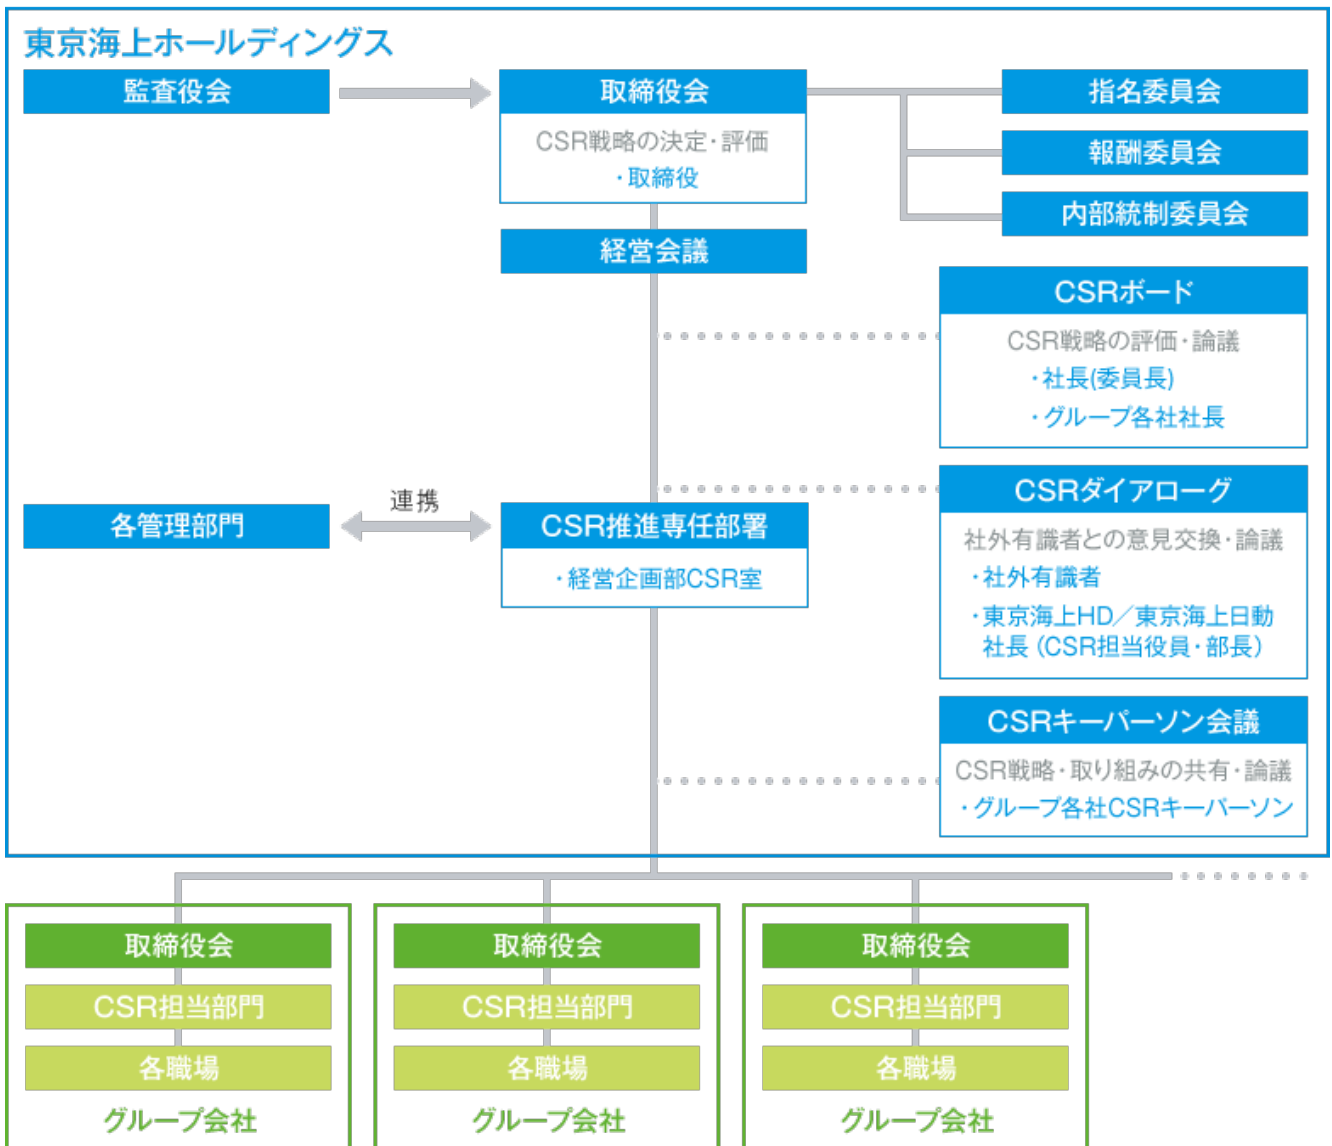 東京海上ホールディングス
監査役会
取締役会
CSR戦略の決定・評価
・取締役
指名委員会
報酬委員会
内部統制委員会
経営会議
CSRボード
CSR戦略の評価・論議
・社長(委員長)
・グループ各社社長
各管理部門
連携
CSR推進専任部署
・経営企画部CSR室
CSRダイアローグ
社外有識者との意見交換・論議
・社外有識者
・東京海上HD／東京海上日動
社長（CSR担当役員・部長）
CSRキーパーソン会議
CSR戦略・取り組みの共有・論議
・グループ各社CSRキーパーソン
取締役会
CSR担当部門
各職場
グループ会社
取締役会
CSR担当部門
各職場
グループ会社
取締役会
CSR担当部門
各職場
グループ会社